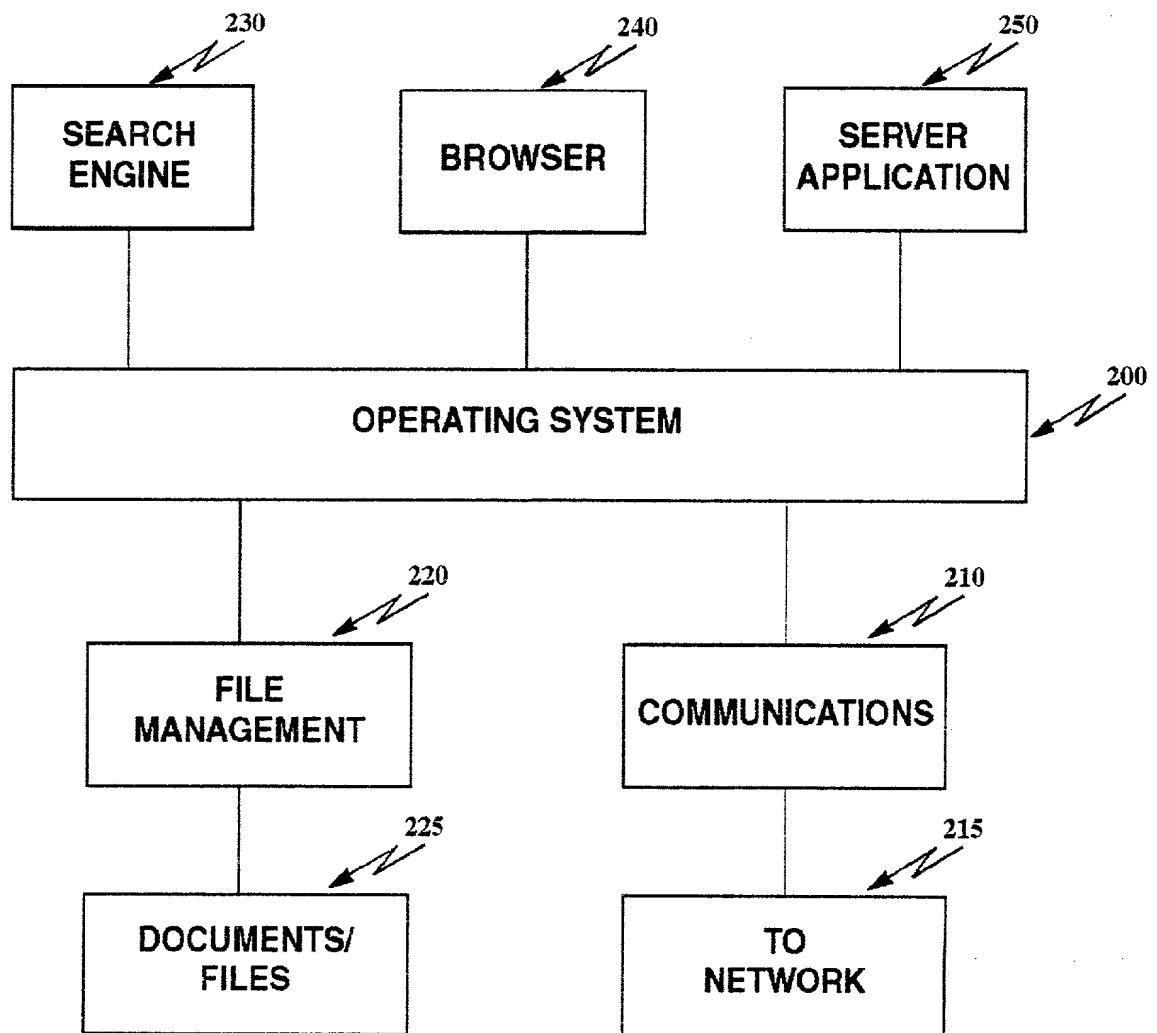 230
240
250
SEARCH
ENGINE
BROWSER
SERVER
APPLICATION
200
OPERATING SYSTEM
220
210
FILE
MANAGEMENT
COMMUNICATIONS
225
215
DOCUMENTS/
FILES
TO
NETWORK